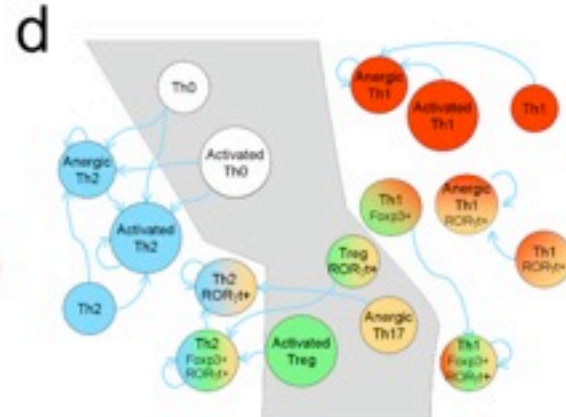 d
Th0
Anergic
Th1
Activated
Th1
Th1
Activated
Th0
Anergic
Th2
Activated
Th2
Th1
Foxp3+
Anergic
Th1
RORγt+
Th1
RORγt+
Treg
RORγt+
Th2
RORγt+
Th2
Anergic
Th17
Th2
Foxp3+
RORγt+
Activated
Treg
Th1
Foxp3+
RORγt+